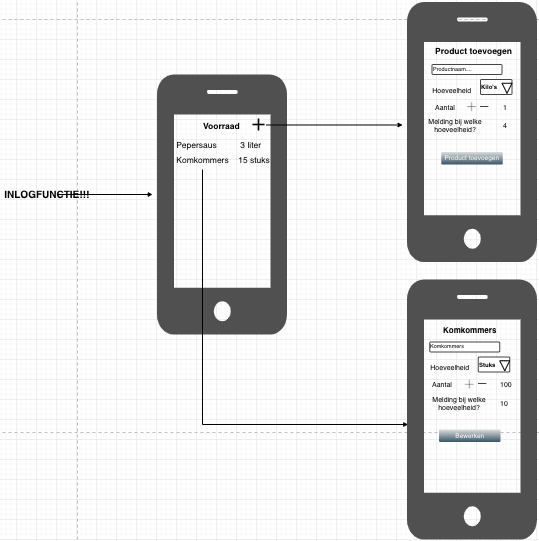 INLOGFUNCTIE!!!
Voorraad +
Pepersaus 3 liter
Komkommers 15 stuks
Product toevoegen
Productnaam...
Hoeveelheid Kilo's
Aantal + — 1
Melding bij welke
hoeveelheid? 4
Product toevoegen
Komkommers
Komkommers
Hoeveelheid Stuks
Aantal + — 100
Melding bij welke
hoeveelheid? 10
Bewerken